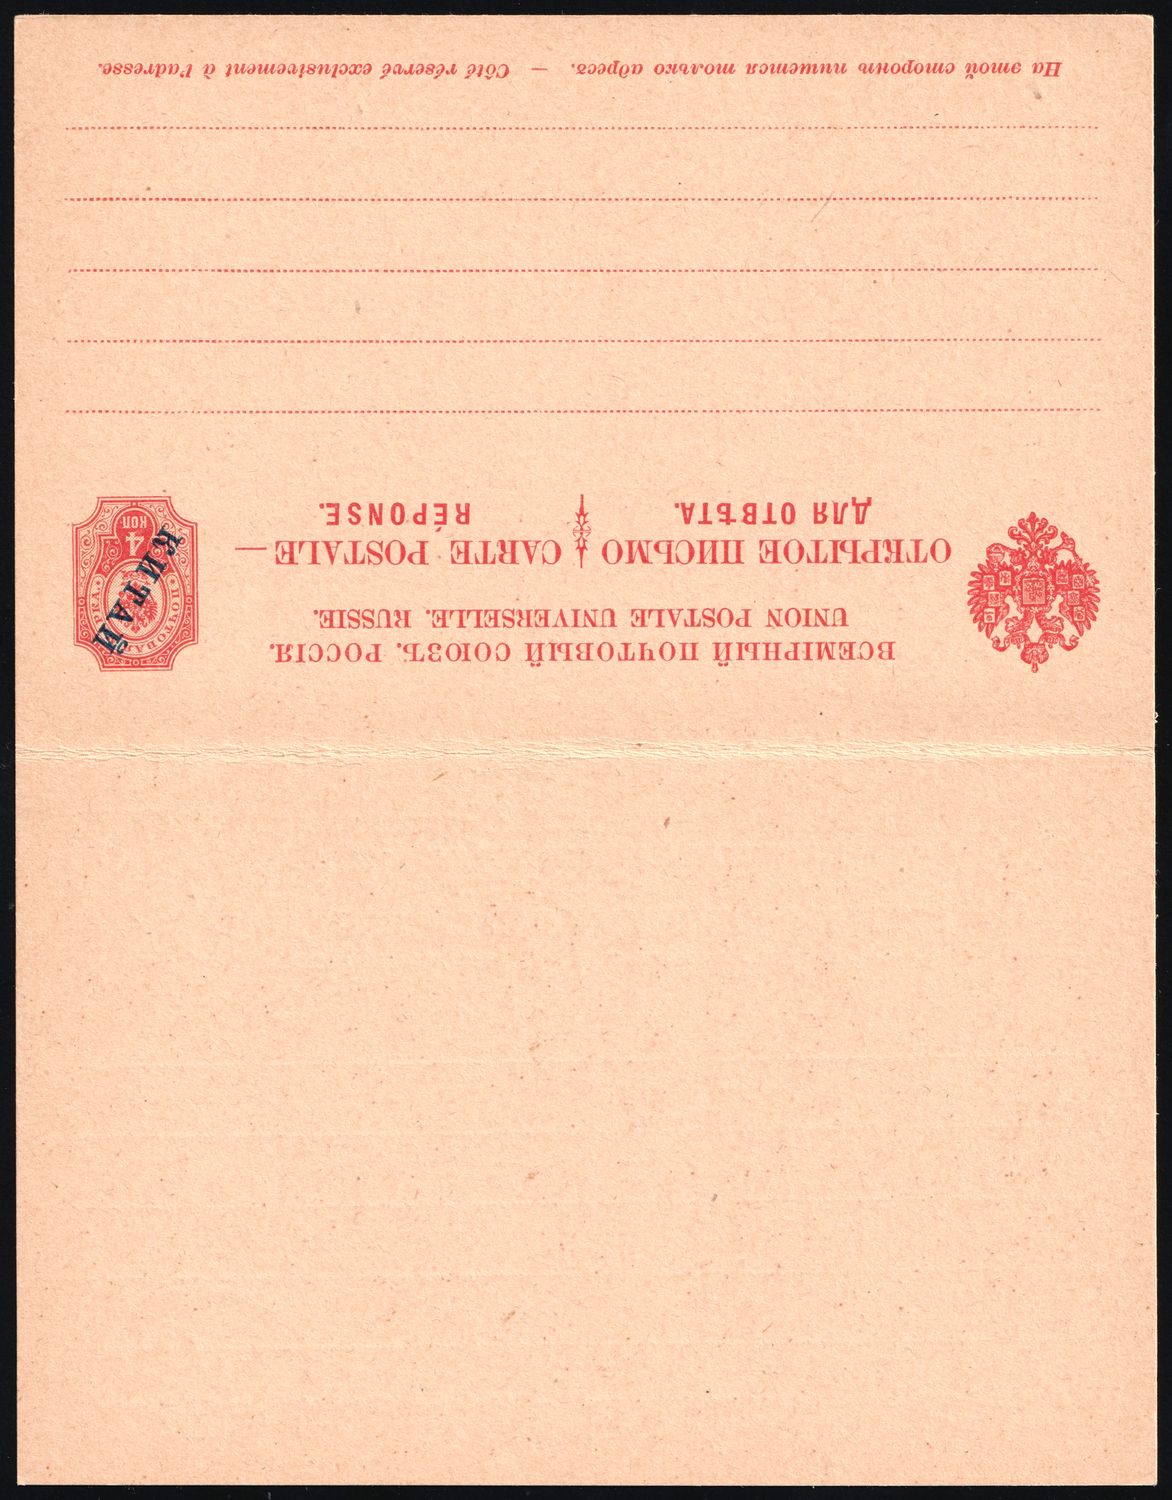 ВСЕМІРНЫЙ ПОЧТОВЫЙ СОЮЗЪ. РОССІЯ.
UNION POSTALE UNIVERSELLE. RUSSIE.
ОТКРЫТОЕ ПИСЬМО CARTE POSTALE —
ДЛЯ ОТВѢТА. RÉPONSE.
ПОЧТОВАЯ МАРКА.
4 КОП
КИТАЙ
На этой сторонѣ пишется только адресъ. — Côté réservé exclusivement à l'adresse.